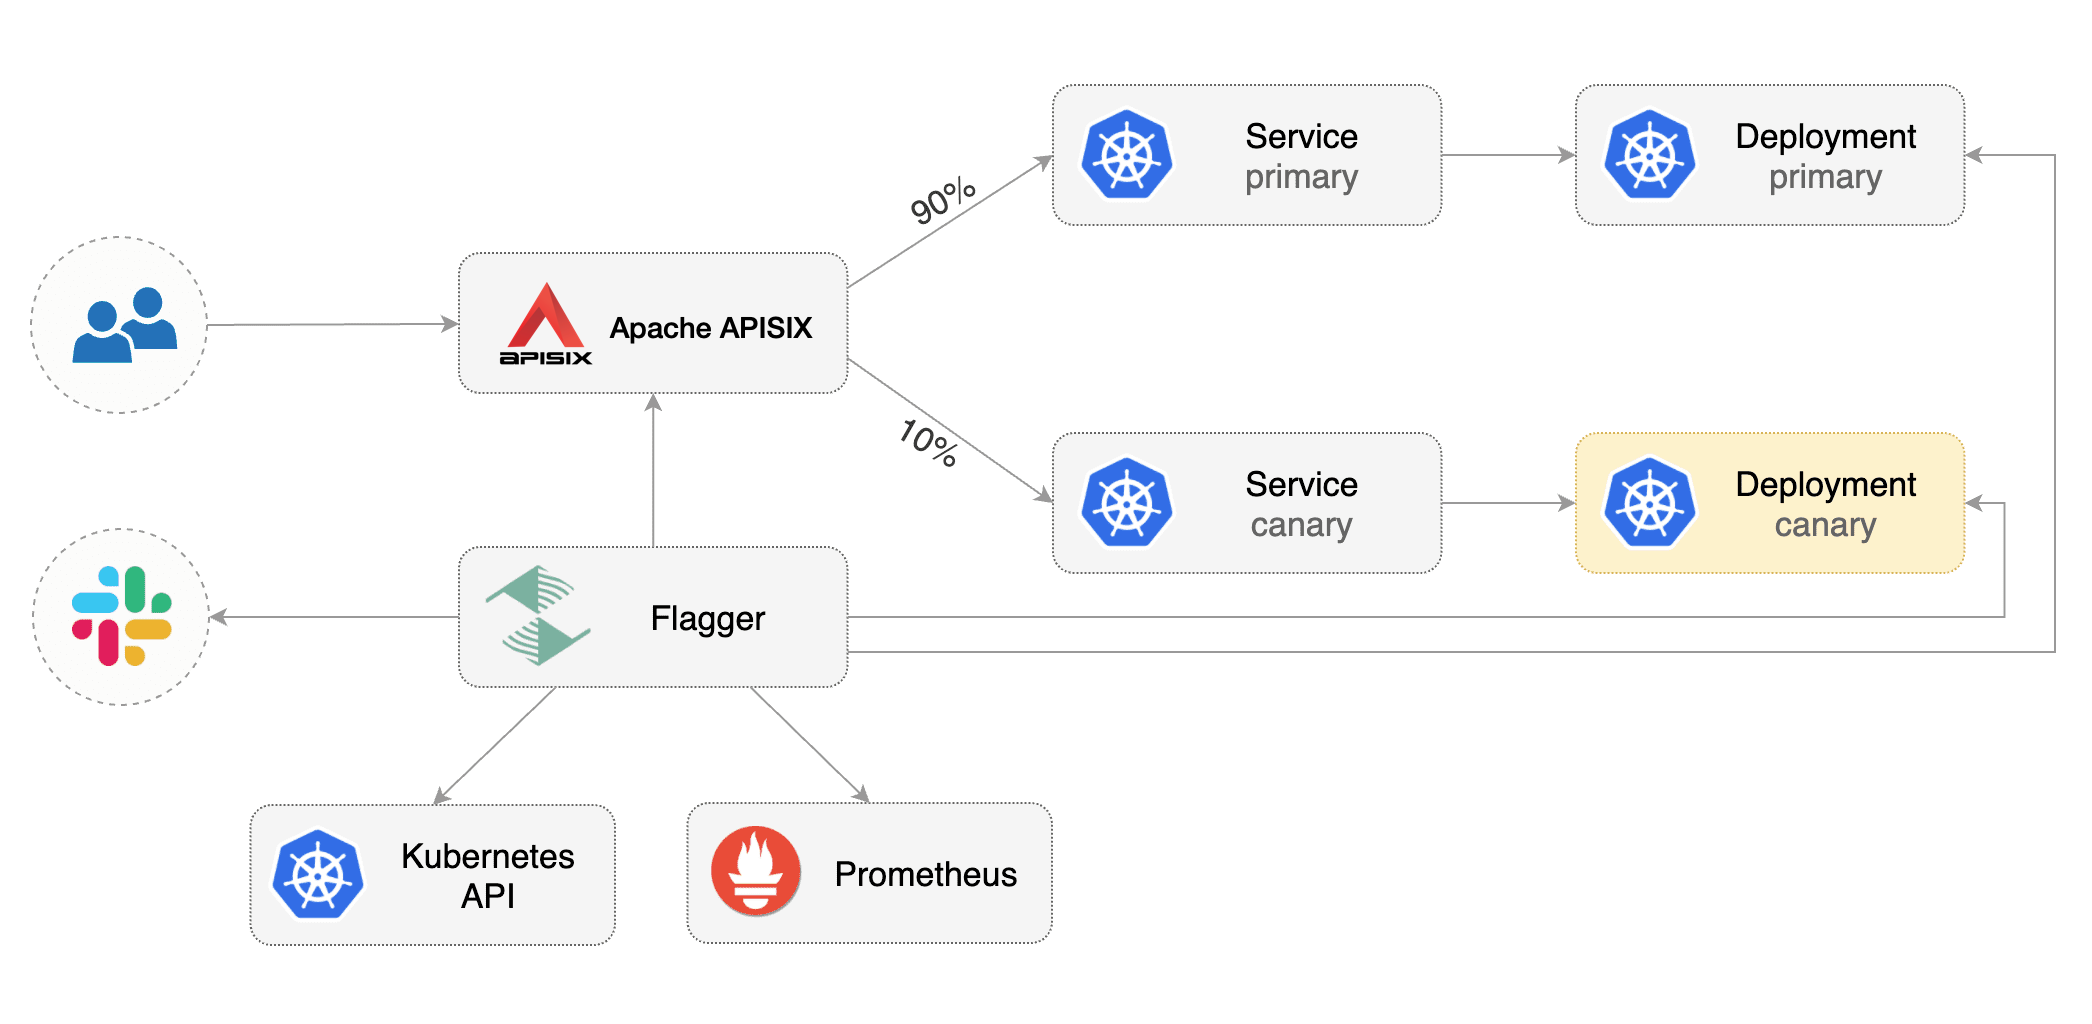 Service
primary
Deployment
primary
90%
APISIX
Apache APISIX
10%
Service
canary
Deployment
canary
Flagger
Kubernetes
API
Prometheus